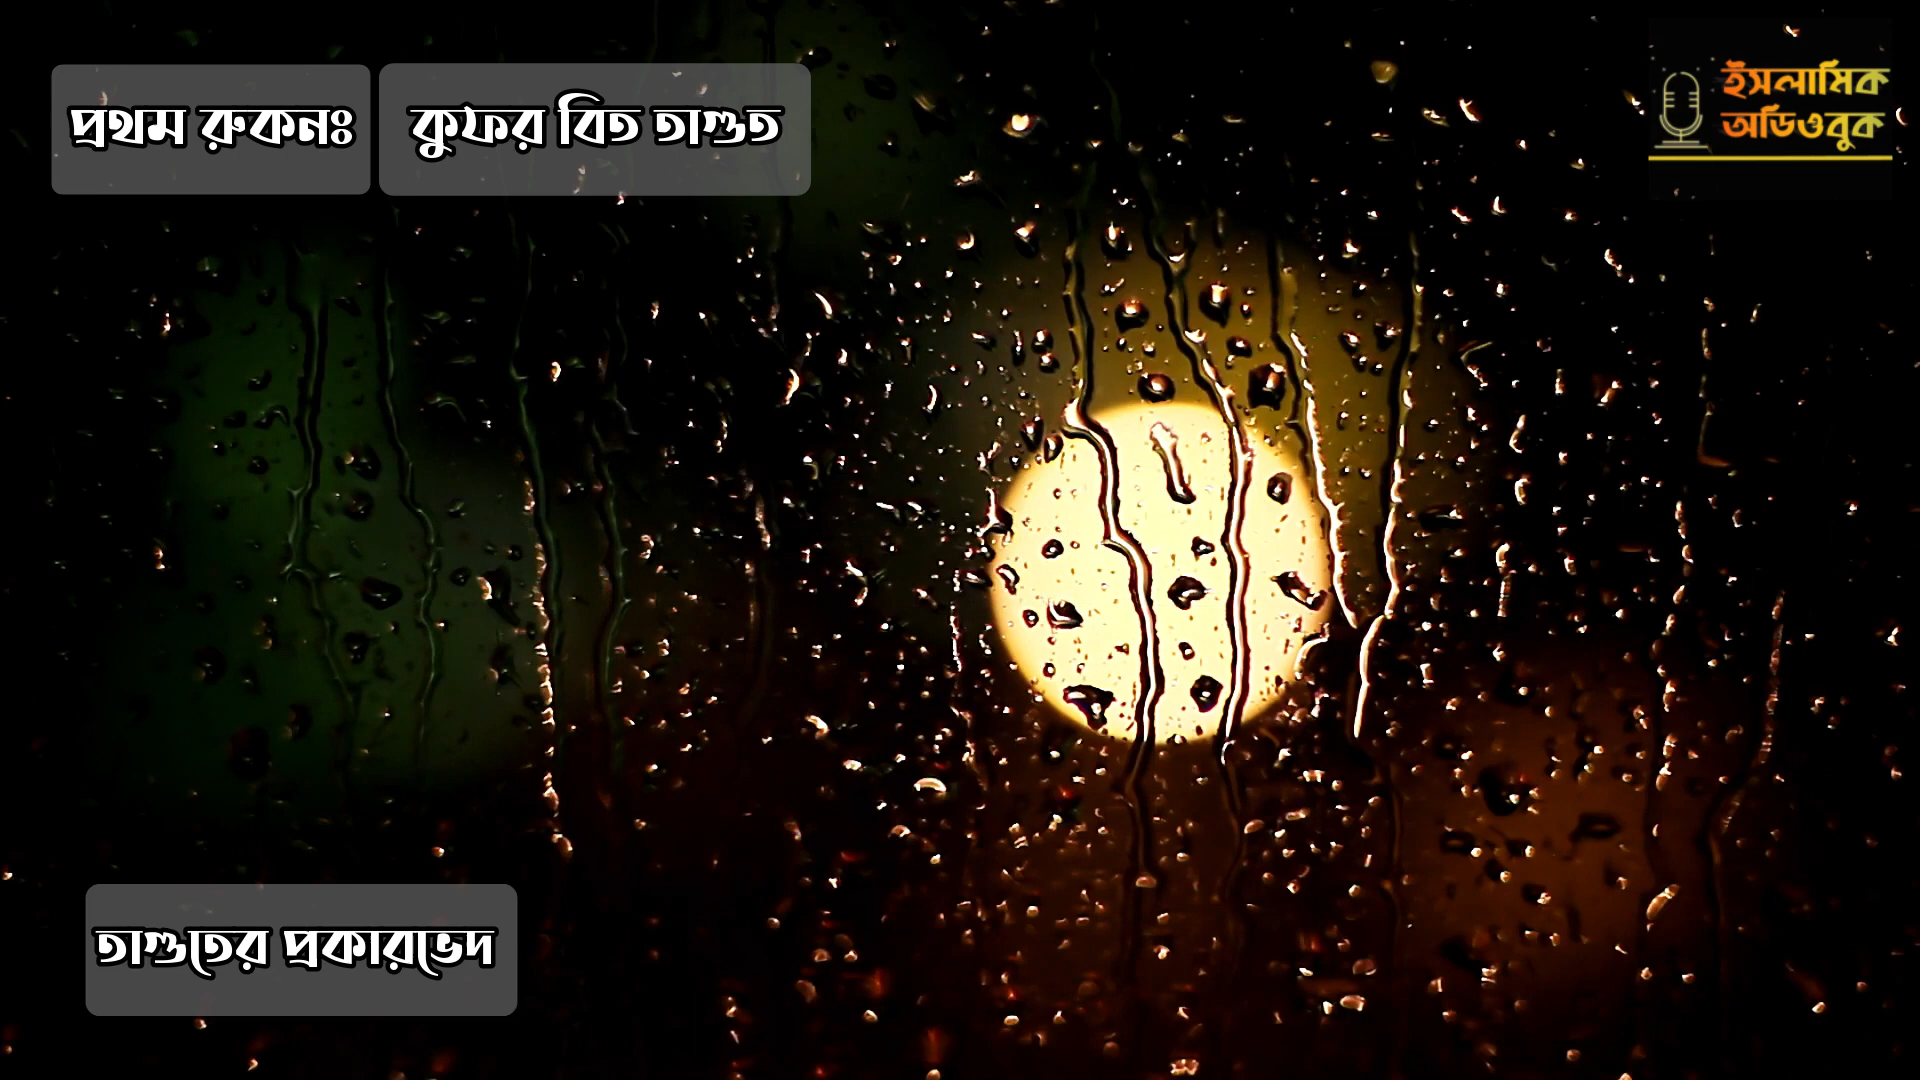 প্রথম রুকনঃ
কুফর বিত তাগুত
ইসলামিক
অডিওবুক
তাগুতের প্রকারভেদ